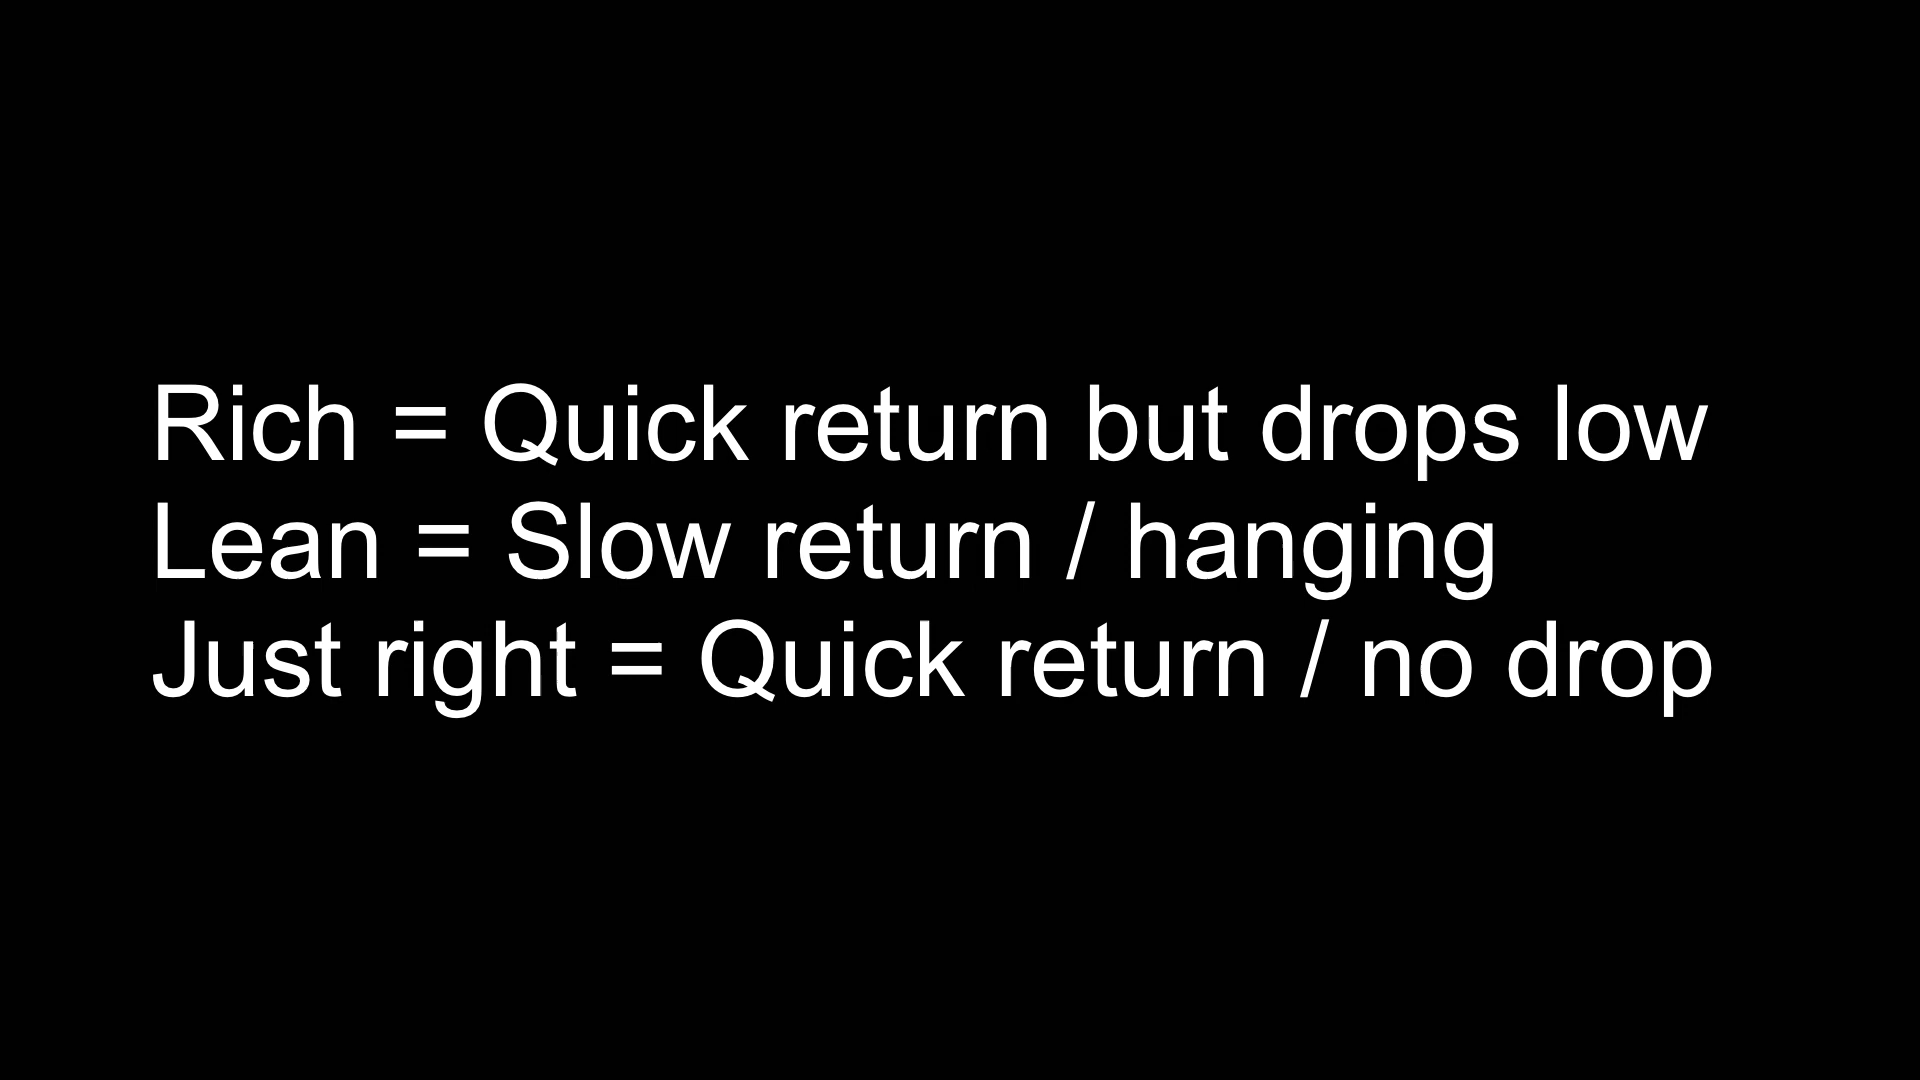 Rich = Quick return but drops low
Lean = Slow return / hanging
Just right = Quick return / no drop